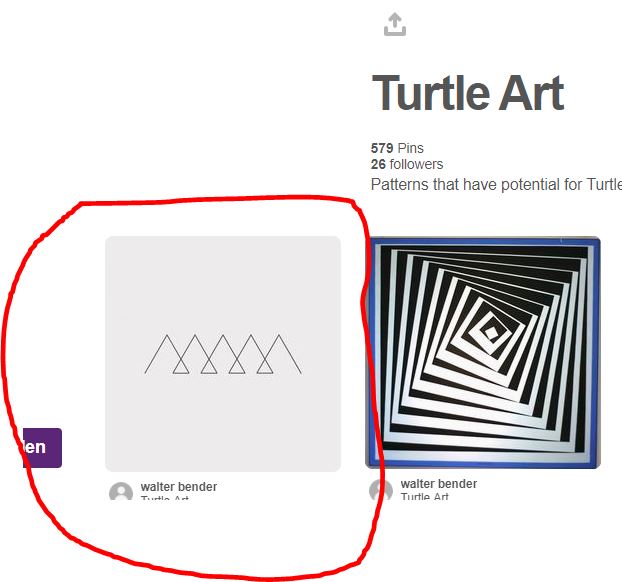 Turtle Art
579 Pins
26 followers
Patterns that have potential for Turtle
en
walter bender
Turtle Art
walter bender
Turtle Art